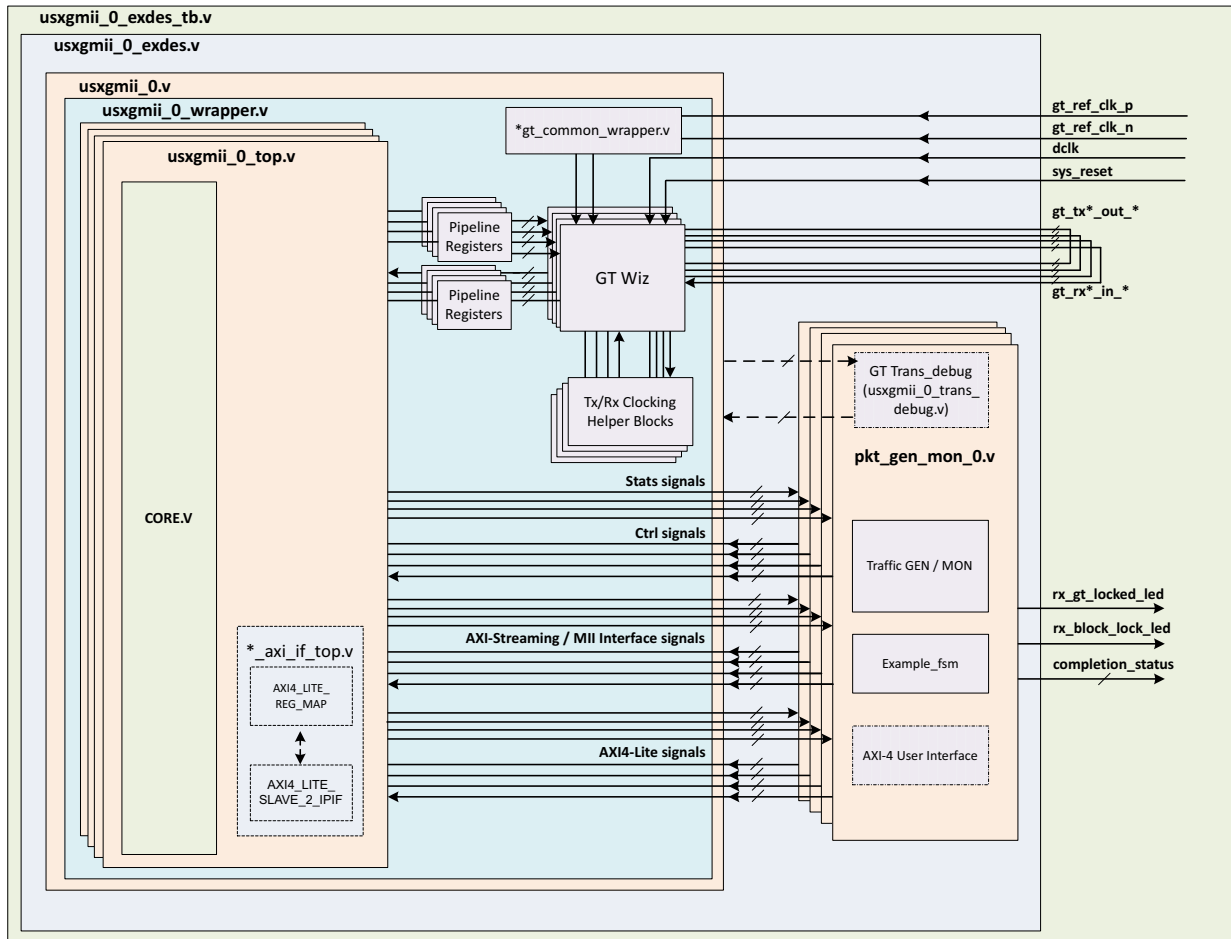 usxgmii_0_exdes_tb.v
usxgmii_0_exdes.v
usxgmii_0.v
usxgmii_0_wrapper.v
usxgmii_0_top.v
CORE.V
*_axi_if_top.v
AXI4_LITE_
REG_MAP
AXI4_LITE_
SLAVE_2_IPIF
*gt_common_wrapper.v
Pipeline
Registers
Pipeline
Registers
GT Wiz
Tx/Rx Clocking
Helper Blocks
Stats signals
Ctrl signals
AXI-Streaming / MII Interface signals
AXI4-Lite signals
GT Trans_debug
(usxgmii_0_trans_
debug.v)
pkt_gen_mon_0.v
Traffic GEN / MON
Example_fsm
AXI-4 User Interface
gt_ref_clk_p
gt_ref_clk_n
dclk
sys_reset
gt_tx*_out_*
gt_rx*_in_*
rx_gt_locked_led
rx_block_lock_led
completion_status